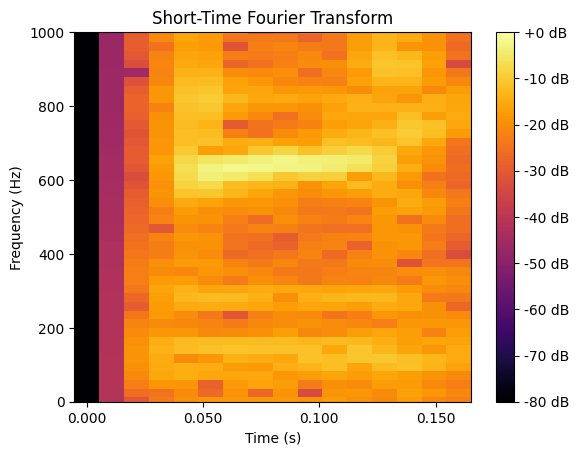 Short-Time Fourier Transform
1000
800
600
400
200
0
Frequency (Hz)
0.000
0.050
0.100
0.150
Time (s)
+0 dB
-10 dB
-20 dB
-30 dB
-40 dB
-50 dB
-60 dB
-70 dB
-80 dB